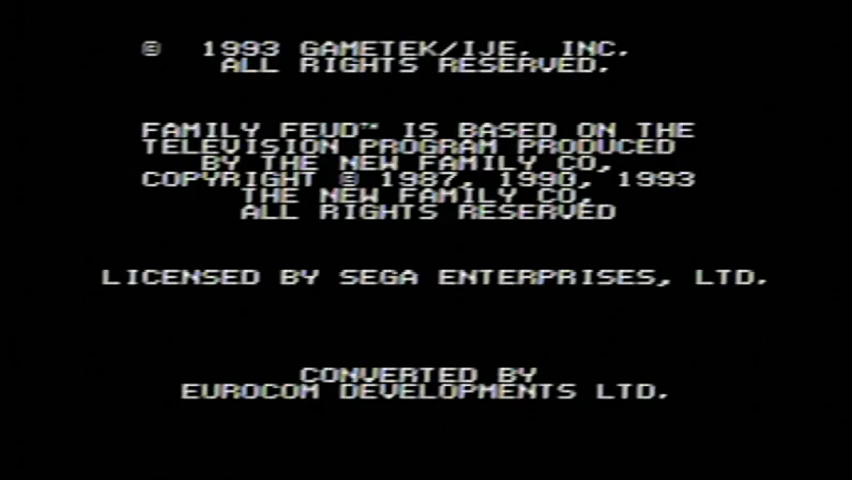 © 1993 GAMETEK/IJE, INC.
ALL RIGHTS RESERVED.
FAMILY FEUD™ IS BASED ON THE
TELEVISION PROGRAM PRODUCED
BY THE NEW FAMILY CO.
COPYRIGHT © 1987, 1990, 1993
THE NEW FAMILY CO.
ALL RIGHTS RESERVED
LICENSED BY SEGA ENTERPRISES, LTD.
CONVERTED BY
EUROCOM DEVELOPMENTS LTD.